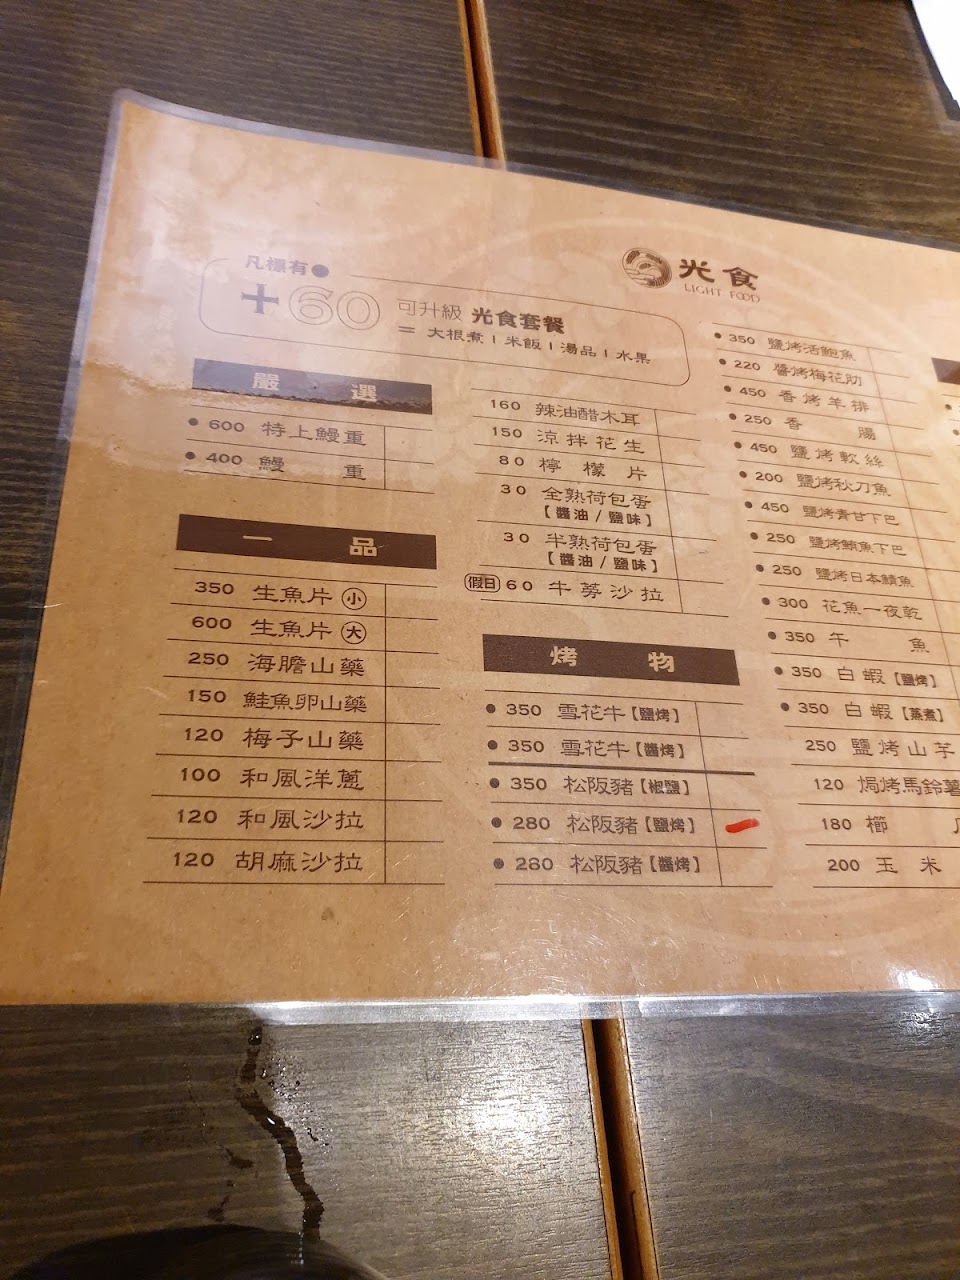 光食
LIGHT FOOD
凡標有●
+60 可升級 光食套餐
= 大根煮 | 米飯 | 湯品 | 水果
嚴選
● 600 特上鰻重
● 400 鰻重
一品
350 生魚片 小
600 生魚片 大
250 海膽山藥
150 鮭魚卵山藥
120 梅子山藥
100 和風洋蔥
120 和風沙拉
120 胡麻沙拉
160 辣油醋木耳
150 涼拌花生
80 檸檬片
30 全熟荷包蛋
【醬油/鹽味】
30 半熟荷包蛋
【醬油/鹽味】
假日 60 牛蒡沙拉
烤物
● 350 雪花牛【鹽烤】
● 350 雪花牛【醬烤】
● 350 松阪豬【椒鹽】
● 280 松阪豬【鹽烤】
● 280 松阪豬【醬烤】
● 350 鹽烤活鮑魚
● 220 醬烤梅花肋
● 450 香烤羊排
● 250 香腸
● 450 鹽烤軟絲
● 200 鹽烤秋刀魚
● 450 鹽烤青甘下巴
● 250 鹽烤鮪魚下巴
● 250 鹽烤日本鯖魚
● 300 花魚一夜乾
● 350 午魚
● 350 白蝦【鹽烤】
● 350 白蝦【蒸煮】
250 鹽烤山芋
120 焗烤馬鈴薯
180 櫛
200 玉米